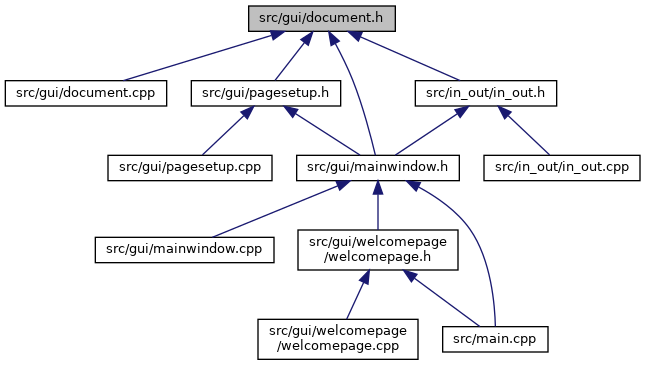 src/gui/document.h
src/gui/document.cpp
src/gui/pagesetup.h
src/in_out/in_out.h
src/gui/pagesetup.cpp
src/gui/mainwindow.h
src/in_out/in_out.cpp
src/gui/mainwindow.cpp
src/gui/welcomepage
/welcomepage.h
src/gui/welcomepage
/welcomepage.cpp
src/main.cpp